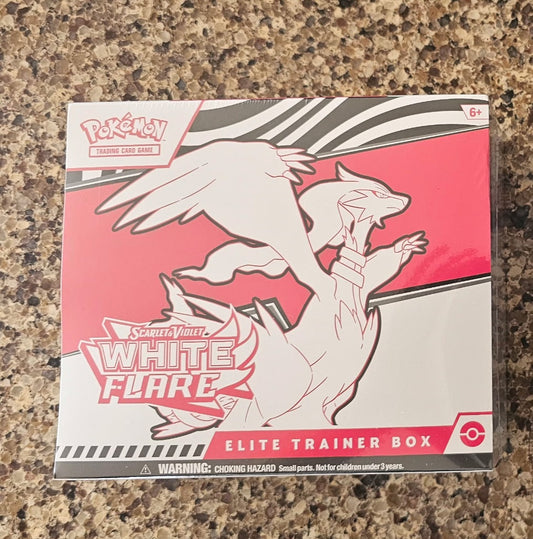 POKÉMON
TRADING CARD GAME
6+
SCARLET & VIOLET
WHITE
FLARE
ELITE TRAINER BOX
WARNING: CHOKING HAZARD Small parts. Not for children under 3 years.